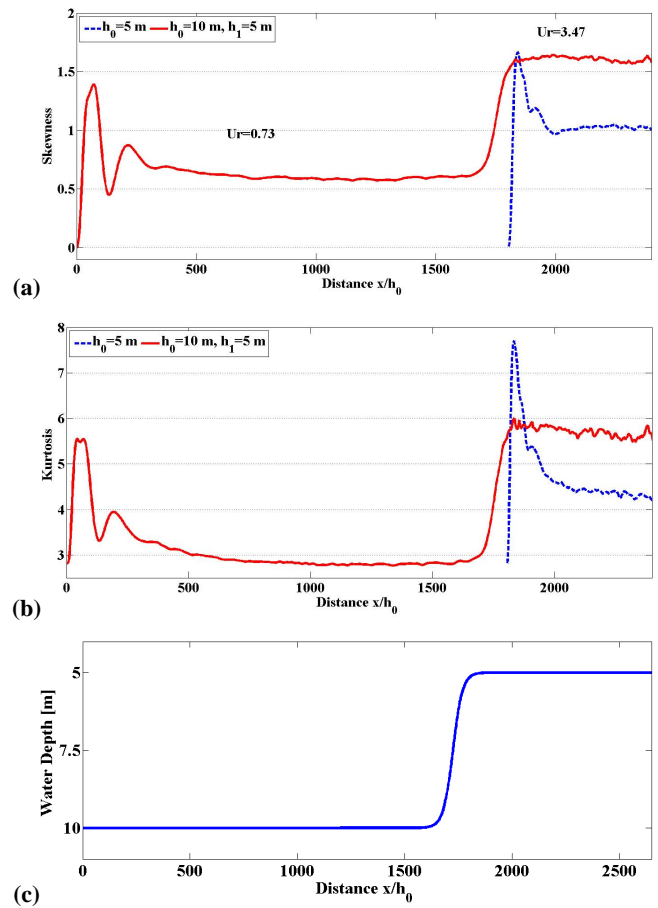 h₀=5 m h₀=10 m, h₁=5 m
Ur=3.47
Ur=0.73
Skewness
2
1.5
1
0.5
0
0 500 1000 1500 2000
Distance x/h₀
(a)
h₀=5 m h₀=10 m, h₁=5 m
Kurtosis
8
7
6
5
4
3
0 500 1000 1500 2000
Distance x/h₀
(b)
Water Depth [m]
5
7.5
10
0 500 1000 1500 2000 2500
Distance x/h₀
(c)